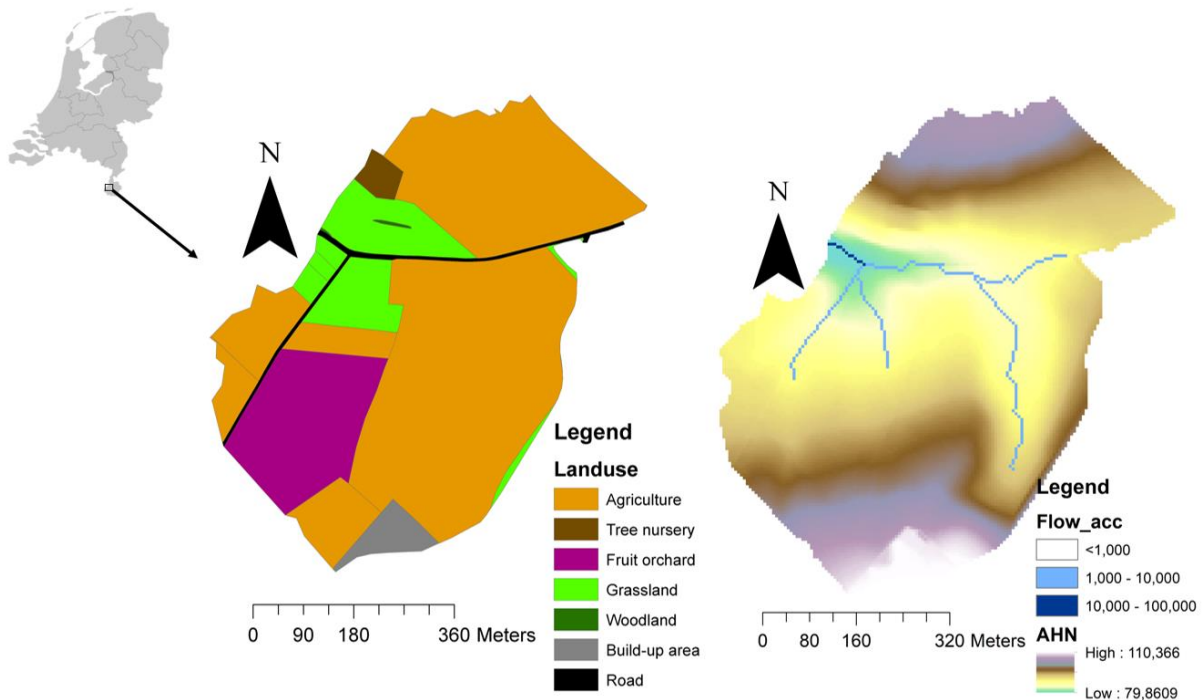 N
Legend
Landuse
Agriculture
Tree nursery
Fruit orchard
Grassland
Woodland
Build-up area
Road
0 90 180 360 Meters
N
Legend
Flow_acc
<1,000
1,000 - 10,000
10,000 - 100,000
AHN
High : 110,366
Low : 79,8609
0 80 160 320 Meters